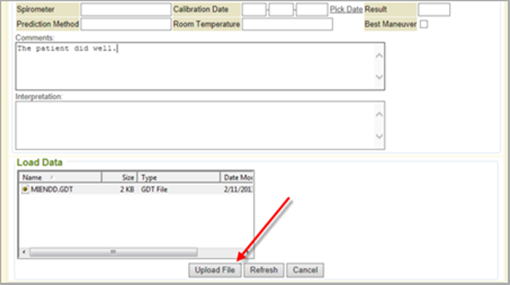 Spirometer Calibration Date - - Pick Date Result
Prediction Method Room Temperature Best Maneuver
Comments:
The patient did well.
Interpretation:
Load Data
Name Size Type Date Mo
MIENDD.GDT 2 KB GDT File 2/11/201
Upload File Refresh Cancel